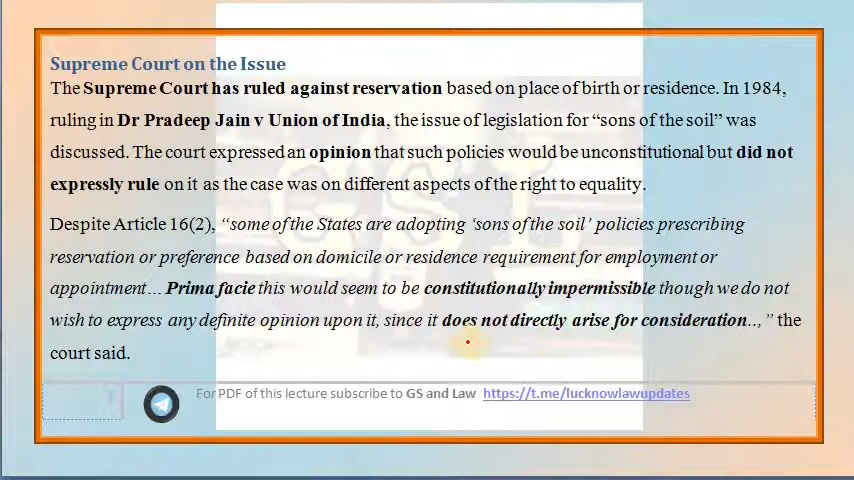 Supreme Court on the Issue
The Supreme Court has ruled against reservation based on place of birth or residence. In 1984,
ruling in Dr Pradeep Jain v Union of India, the issue of legislation for “sons of the soil” was
discussed. The court expressed an opinion that such policies would be unconstitutional but did not
expressly rule on it as the case was on different aspects of the right to equality.
Despite Article 16(2), “some of the States are adopting ‘sons of the soil’ policies prescribing
reservation or preference based on domicile or residence requirement for employment or
appointment… Prima facie this would seem to be constitutionally impermissible though we do not
wish to express any definite opinion upon it, since it does not directly arise for consideration..,” the
court said.
For PDF of this lecture subscribe to GS and Law https://t.me/lucknowlawupdates